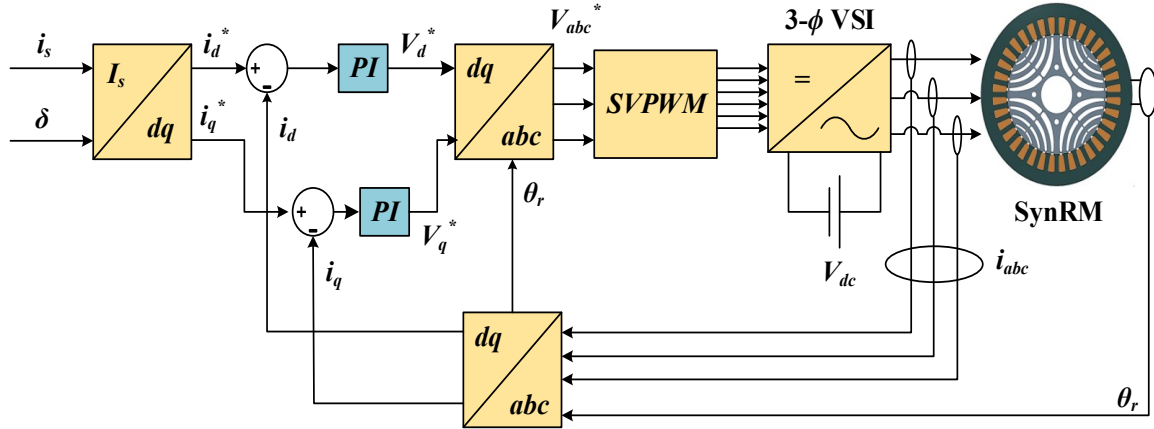 i_s
δ
I_s
dq
i_d^*
i_q^*
+
-
i_d
PI
V_d^*
+
-
i_q
PI
V_q^*
dq
abc
θ_r
V_abc^*
SVPWM
3-ϕ VSI
=
V_dc
i_abc
SynRM
θ_r
dq
abc